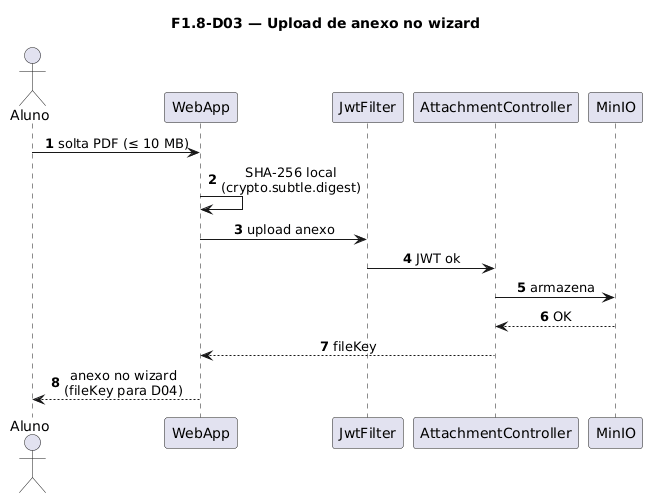 F1.8-D03 — Upload de anexo no wizard
Aluno
WebApp
JwtFilter
AttachmentController
MinIO
1 solta PDF (≤ 10 MB)
2 SHA-256 local
(crypto.subtle.digest)
3 upload anexo
4 JWT ok
5 armazena
6 OK
7 fileKey
8 anexo no wizard
(fileKey para D04)
Aluno
WebApp
JwtFilter
AttachmentController
MinIO